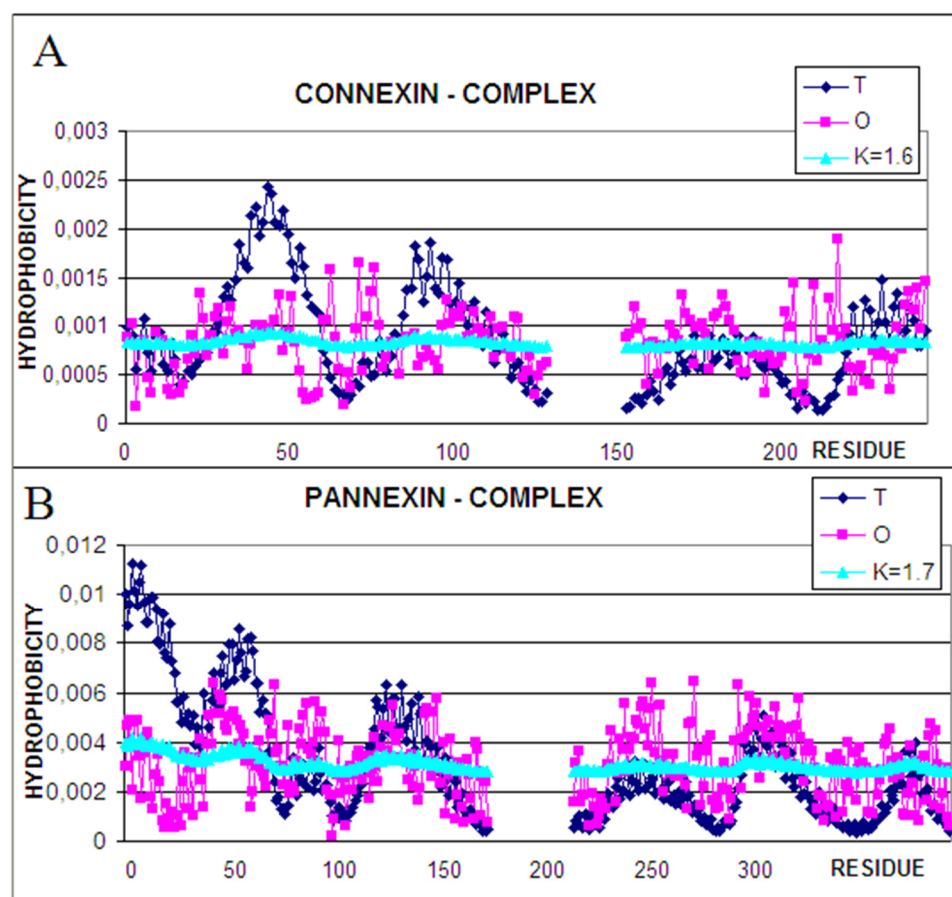 A
CONNEXIN - COMPLEX
T
O
K=1.6
HYDROPHOBICITY
0,003
0,0025
0,002
0,0015
0,001
0,0005
0
0 50 100 150 200 RESIDUE
B
PANNEXIN - COMPLEX
T
O
K=1.7
HYDROPHOBICITY
0,012
0,01
0,008
0,006
0,004
0,002
0
0 50 100 150 200 250 300 RESIDUE